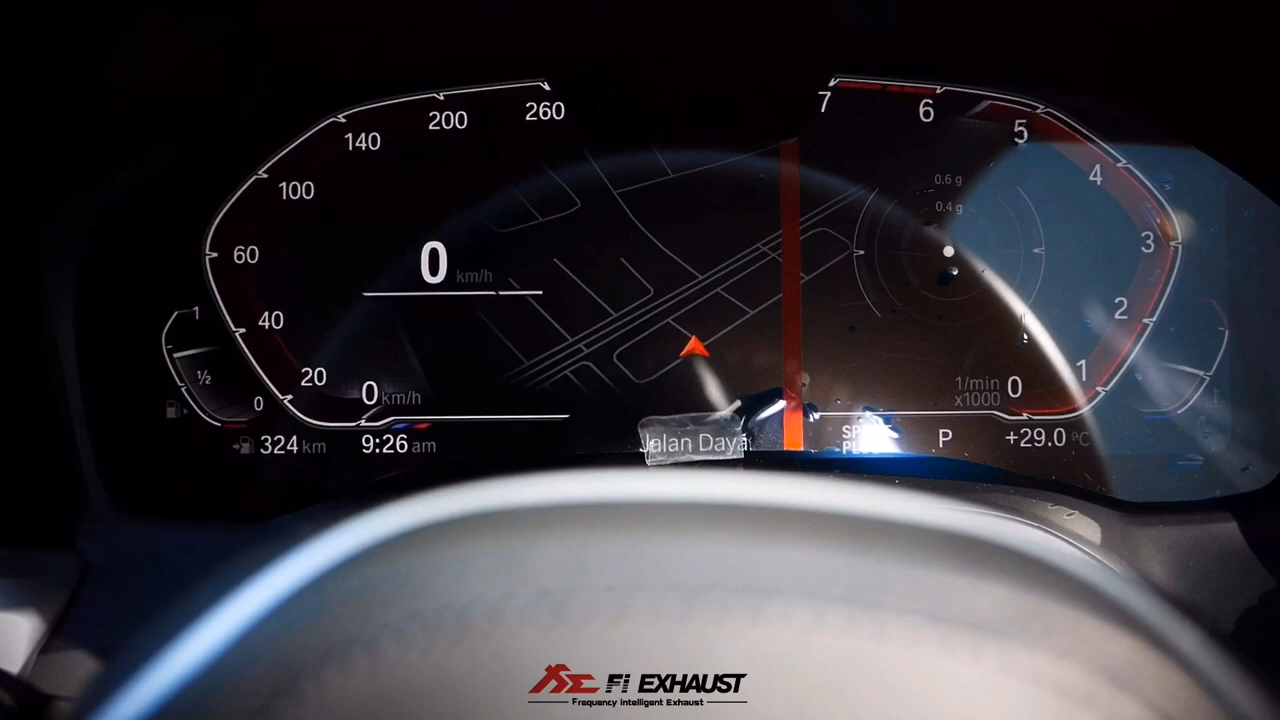 260
200
140
100
60
40
20
0 km/h
0 km/h
1
½
0
324 km
9:26 am
Jalan Daya
7
6
5
4
3
2
1
0
1/min
x1000
0.6 g
0.4 g
P
+29.0 °C
Fi EXHAUST
Frequency Intelligent Exhaust